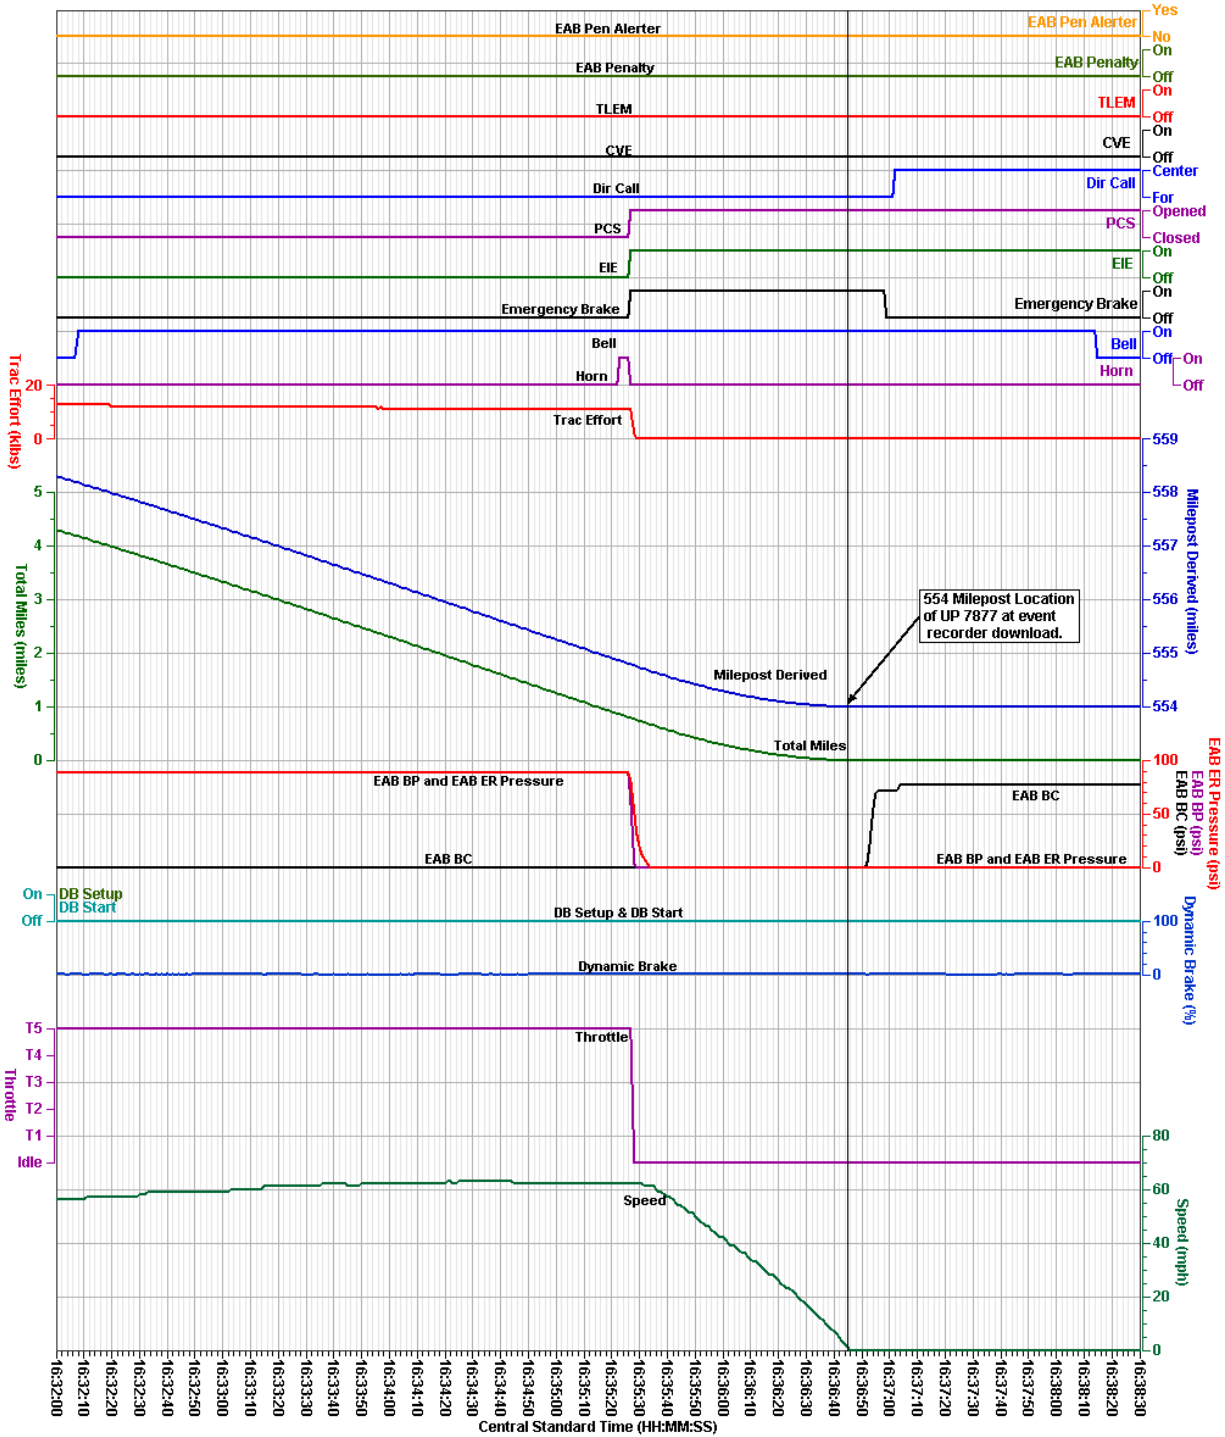 EAB Pen Alerter
EAB Pen Alerter
Yes
No
EAB Penalty
EAB Penalty
On
Off
TLEM
TLEM
On
Off
CVE
CVE
On
Off
Dir Call
Dir Call
Center
For
PCS
PCS
Opened
Closed
EIE
EIE
On
Off
Emergency Brake
Emergency Brake
On
Off
Bell
Bell
On
Off
Horn
Horn
On
Off
Trac Effort (klbs)
20
0
Trac Effort
559
558
557
556
555
554
Milepost Derived (miles)
5
4
3
2
1
0
Total Miles (miles)
554 Milepost Location
of UP 7877 at event
recorder download.
Milepost Derived
Total Miles
EAB BP and EAB ER Pressure
EAB BC
EAB BC
EAB BP and EAB ER Pressure
100
50
0
EAB BC (psi)
EAB BP (psi)
EAB ER Pressure (psi)
On
Off
DB Setup
DB Start
DB Setup & DB Start
Dynamic Brake
100
0
Dynamic Brake (%)
T5
T4
T3
T2
T1
Idle
Throttle
Throttle
Speed
80
60
40
20
0
Speed (mph)
16:32:00
16:32:10
16:32:20
16:32:30
16:32:40
16:32:50
16:33:00
16:33:10
16:33:20
16:33:30
16:33:40
16:33:50
16:34:00
16:34:10
16:34:20
16:34:30
16:34:40
16:34:50
16:35:00
16:35:10
16:35:20
16:35:30
16:35:40
16:35:50
16:36:00
16:36:10
16:36:20
16:36:30
16:36:40
16:36:50
16:37:00
16:37:10
16:37:20
16:37:30
16:37:40
16:37:50
16:38:00
16:38:10
16:38:20
16:38:30
Central Standard Time (HH:MM:SS)